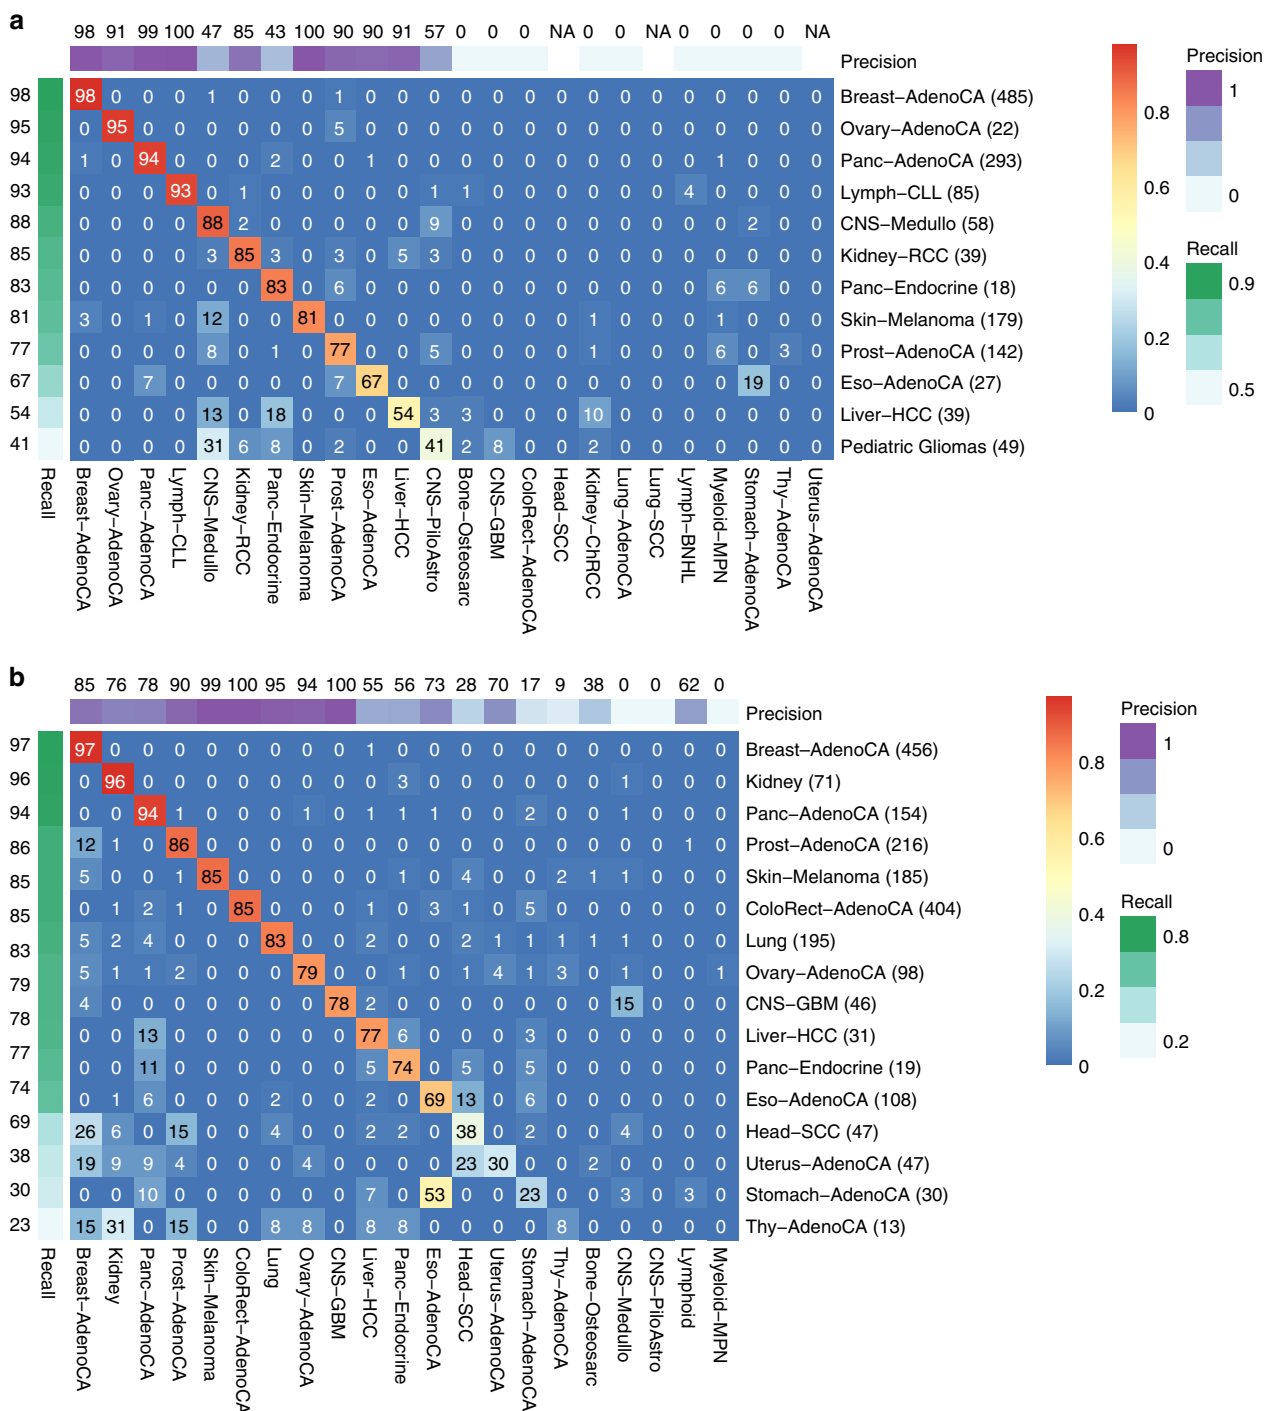 a
98 91 99 100 47 85 43 100 90 90 91 57 0 0 0 NA 0 0 NA 0 0 0 0 NA
Precision
98 98 0 0 0 1 0 0 0 1 0 0 0 0 0 0 0 0 0 0 0 0 0 0 0 Breast–AdenoCA (485)
95 0 95 0 0 0 0 0 0 5 0 0 0 0 0 0 0 0 0 0 0 0 0 0 0 Ovary–AdenoCA (22)
94 1 0 94 0 0 0 2 0 0 1 0 0 0 0 0 0 0 0 0 0 1 0 0 0 Panc–AdenoCA (293)
93 0 0 0 93 0 1 0 0 0 0 0 1 1 0 0 0 0 0 0 4 0 0 0 0 Lymph–CLL (85)
88 0 0 0 0 88 2 0 0 0 0 0 9 0 0 0 0 0 0 0 0 0 2 0 0 CNS–Medullo (58)
85 0 0 0 0 3 85 3 0 3 0 5 3 0 0 0 0 0 0 0 0 0 0 0 0 Kidney–RCC (39)
83 0 0 0 0 0 0 83 0 6 0 0 0 0 0 0 0 0 0 0 0 6 6 0 0 Panc–Endocrine (18)
81 3 0 1 0 12 0 0 81 0 0 0 0 0 0 0 0 1 0 0 0 1 0 0 0 Skin–Melanoma (179)
77 0 0 0 0 8 0 1 0 77 0 0 5 0 0 0 0 1 0 0 0 6 0 3 0 Prost–AdenoCA (142)
67 0 0 7 0 0 0 0 0 7 67 0 0 0 0 0 0 0 0 0 0 0 19 0 0 Eso–AdenoCA (27)
54 0 0 0 0 13 0 18 0 0 0 54 3 3 0 0 0 10 0 0 0 0 0 0 0 Liver–HCC (39)
41 0 0 0 0 31 6 8 0 2 0 0 41 2 8 0 0 2 0 0 0 0 0 0 0 Pediatric Gliomas (49)
Recall
Breast–AdenoCA
Ovary–AdenoCA
Panc–AdenoCA
Lymph–CLL
CNS–Medullo
Kidney–RCC
Panc–Endocrine
Skin–Melanoma
Prost–AdenoCA
Eso–AdenoCA
Liver–HCC
CNS–PiloAstro
Bone–Osteosarc
CNS–GBM
ColoRect–AdenoCA
Head–SCC
Kidney–ChRCC
Lung–AdenoCA
Lung–SCC
Lymph–BNHL
Myeloid–MPN
Stomach–AdenoCA
Thy–AdenoCA
Uterus–AdenoCA
0.8
0.6
0.4
0.2
0
Precision
1
0
Recall
0.9
0.5
b
85 76 78 90 99 100 95 94 100 55 56 73 28 70 17 9 38 0 0 62 0
Precision
97 97 0 0 0 0 0 0 0 0 1 0 0 0 0 0 0 0 0 0 0 0 Breast–AdenoCA (456)
96 0 96 0 0 0 0 0 0 0 0 3 0 0 0 0 0 0 1 0 0 0 Kidney (71)
94 0 0 94 1 0 0 0 1 0 1 1 1 0 0 2 0 0 1 0 0 0 Panc–AdenoCA (154)
86 12 1 0 86 0 0 0 0 0 0 0 0 0 0 0 0 0 0 0 1 0 Prost–AdenoCA (216)
85 5 0 0 1 85 0 0 0 0 0 1 0 4 0 0 2 1 1 0 0 0 Skin–Melanoma (185)
85 0 1 2 1 0 85 0 0 0 1 0 3 1 0 5 0 0 0 0 0 0 ColoRect–AdenoCA (404)
83 5 2 4 0 0 0 83 0 0 2 0 0 2 1 1 1 1 1 0 0 0 Lung (195)
79 5 1 1 2 0 0 0 79 0 0 1 0 1 4 1 3 0 1 0 0 1 Ovary–AdenoCA (98)
78 4 0 0 0 0 0 0 0 78 2 0 0 0 0 0 0 0 15 0 0 0 CNS–GBM (46)
77 0 0 13 0 0 0 0 0 0 77 6 0 0 0 3 0 0 0 0 0 0 Liver–HCC (31)
74 0 0 11 0 0 0 0 0 0 5 74 0 5 0 5 0 0 0 0 0 0 Panc–Endocrine (19)
69 0 1 6 0 0 0 2 0 0 2 0 69 13 0 6 0 0 0 0 0 0 Eso–AdenoCA (108)
38 26 6 0 15 0 0 4 0 0 2 2 0 38 0 2 0 0 4 0 0 0 Head–SCC (47)
30 19 9 9 4 0 0 0 4 0 0 0 0 23 30 0 0 2 0 0 0 0 Uterus–AdenoCA (47)
23 0 0 10 0 0 0 0 0 0 7 0 53 0 0 23 0 0 3 0 3 0 Stomach–AdenoCA (30)
15 31 0 15 0 0 8 8 0 8 8 0 0 0 0 8 0 0 0 0 0 Thy–AdenoCA (13)
Recall
Breast–AdenoCA
Kidney
Panc–AdenoCA
Prost–AdenoCA
Skin–Melanoma
ColoRect–AdenoCA
Lung
Ovary–AdenoCA
CNS–GBM
Liver–HCC
Panc–Endocrine
Eso–AdenoCA
Head–SCC
Uterus–AdenoCA
Stomach–AdenoCA
Thy–AdenoCA
Bone–Osteosarc
CNS–Medullo
CNS–PiloAstro
Lymphoid
Myeloid–MPN
0.8
0.6
0.4
0.2
0
Precision
1
0
Recall
0.8
0.2